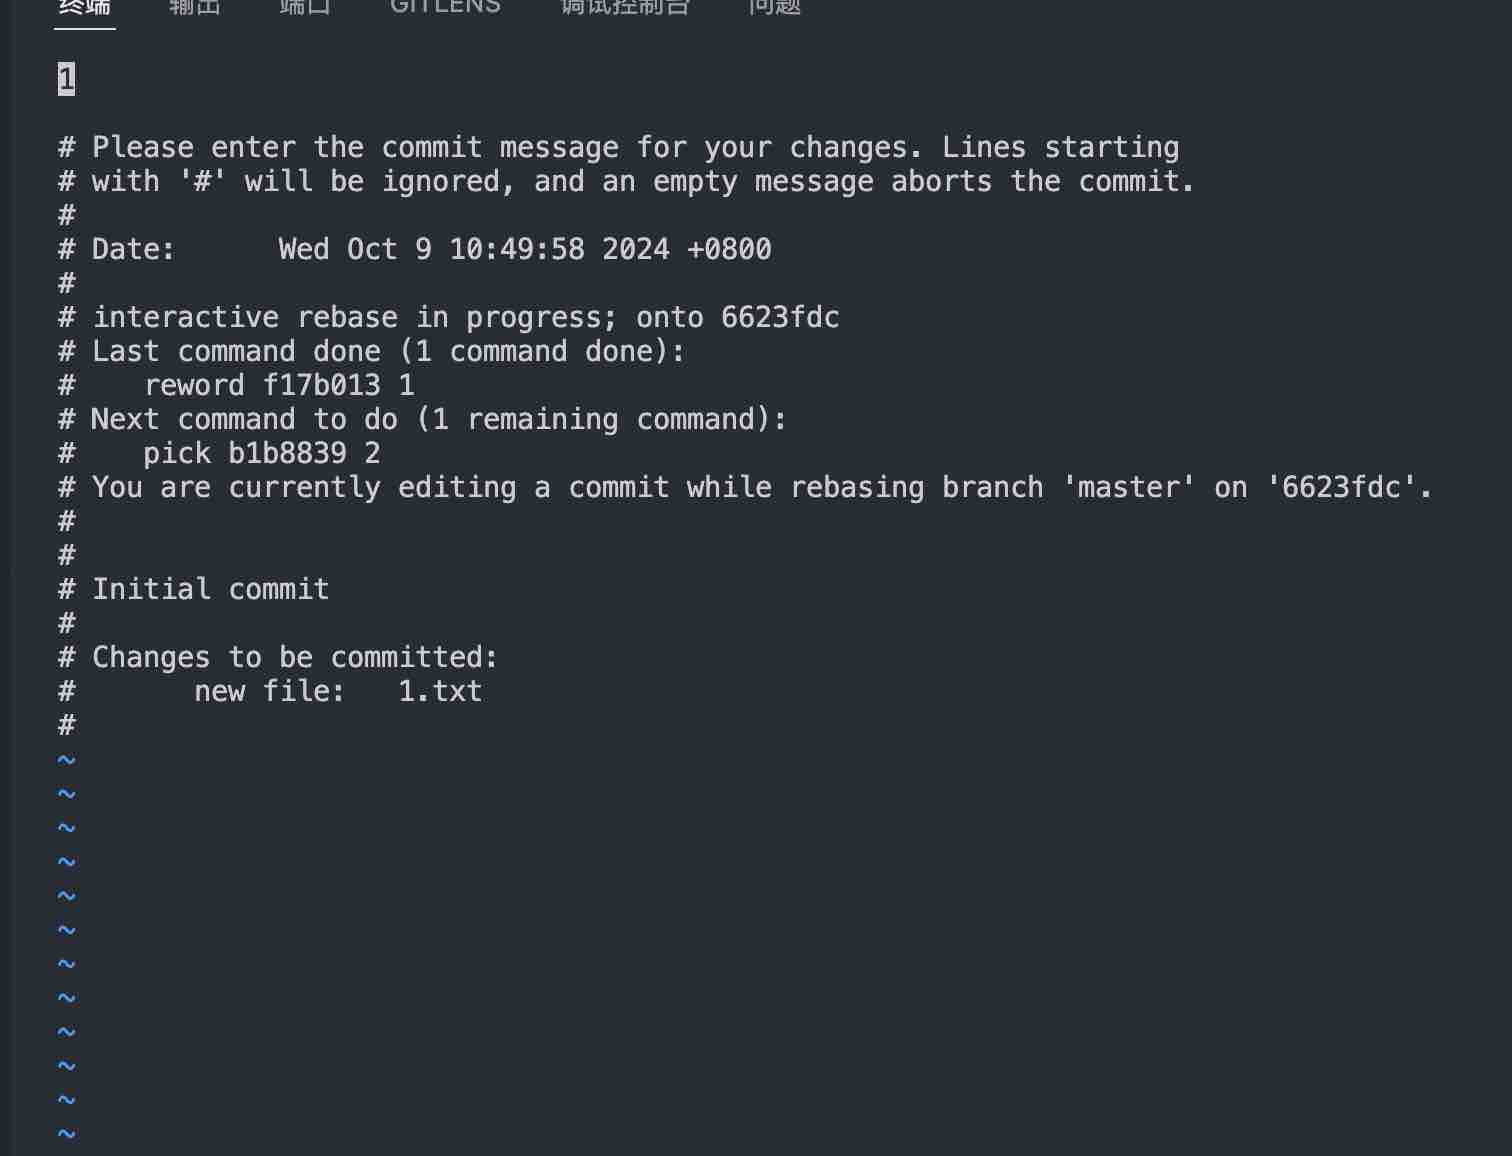 终端 输出 端口 GITLENS 调试控制台 问题
1
# Please enter the commit message for your changes. Lines starting
# with '#' will be ignored, and an empty message aborts the commit.
#
# Date:      Wed Oct 9 10:49:58 2024 +0800
#
# interactive rebase in progress; onto 6623fdc
# Last command done (1 command done):
#    reword f17b013 1
# Next command to do (1 remaining command):
#    pick b1b8839 2
# You are currently editing a commit while rebasing branch 'master' on '6623fdc'.
#
#
# Initial commit
#
# Changes to be committed:
#       new file:   1.txt
#
~
~
~
~
~
~
~
~
~
~
~
~